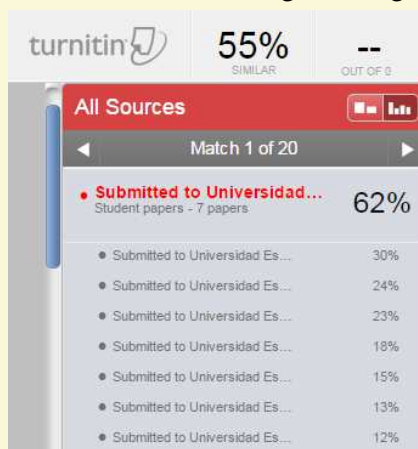 turnitin
55%
--
SIMILAR
OUT OF 0
All Sources
Match 1 of 20
Submitted to Universidad...
Student papers - 7 papers
62%
Submitted to Universidad Es... 30%
Submitted to Universidad Es... 24%
Submitted to Universidad Es... 23%
Submitted to Universidad Es... 18%
Submitted to Universidad Es... 15%
Submitted to Universidad Es... 13%
Submitted to Universidad Es... 12%